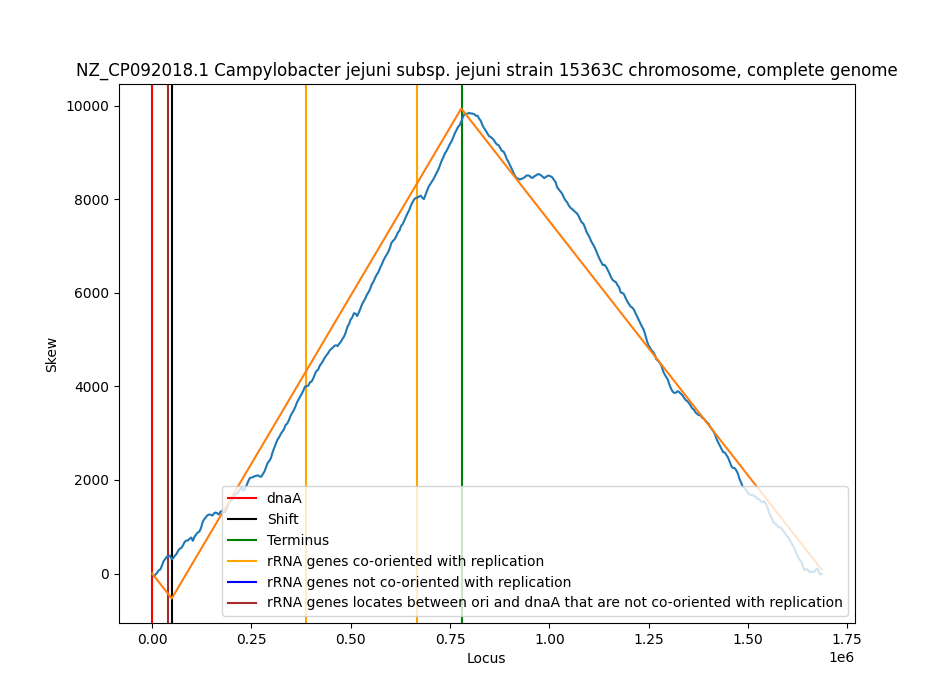 NZ_CP092018.1 Campylobacter jejuni subsp. jejuni strain 15363C chromosome, complete genome
10000
8000
6000
4000
2000
0
Skew
dnaA
Shift
Terminus
rRNA genes co-oriented with replication
rRNA genes not co-oriented with replication
rRNA genes locates between ori and dnaA that are not co-oriented with replication
0.00 0.25 0.50 0.75 1.00 1.25 1.50 1.75
1e6
Locus